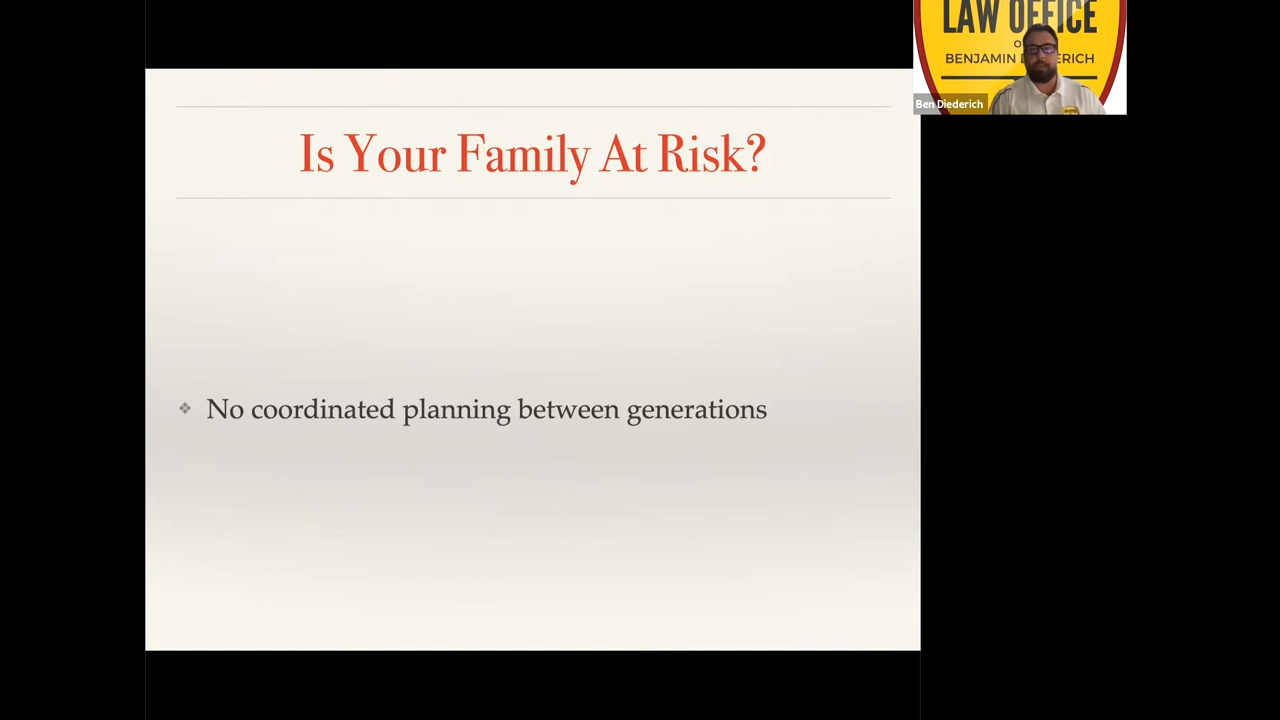 LAW OFFICE
BENJAMIN D ERICH
Ben Diederich
Is Your Family At Risk?
❖ No coordinated planning between generations